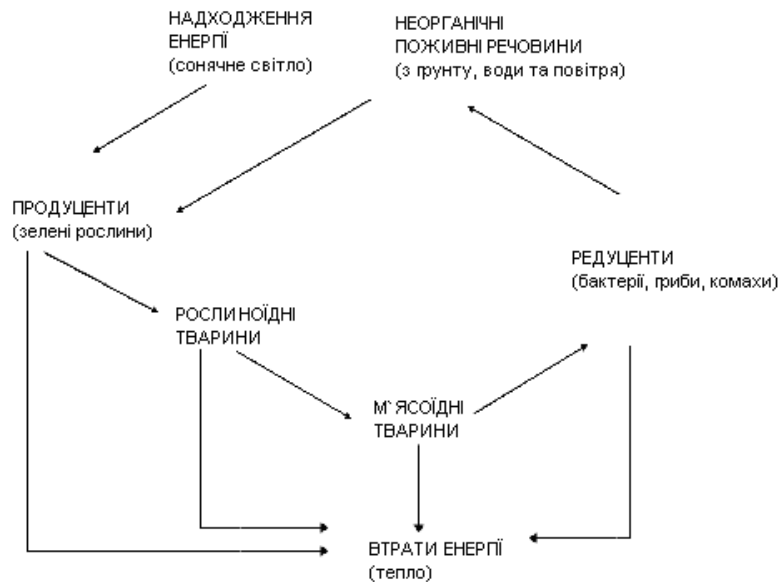 НАДХОДЖЕННЯ
ЕНЕРГІЇ
(сонячне світло)
НЕОРГАНІЧНІ
ПОЖИВНІ РЕЧОВИНИ
(з ґрунту, води та повітря)
ПРОДУЦЕНТИ
(зелені рослини)
РЕДУЦЕНТИ
(бактерії, гриби, комахи)
РОСЛИНОЇДНІ
ТВАРИНИ
М`ЯСОЇДНІ
ТВАРИНИ
ВТРАТИ ЕНЕРГІЇ
(тепло)